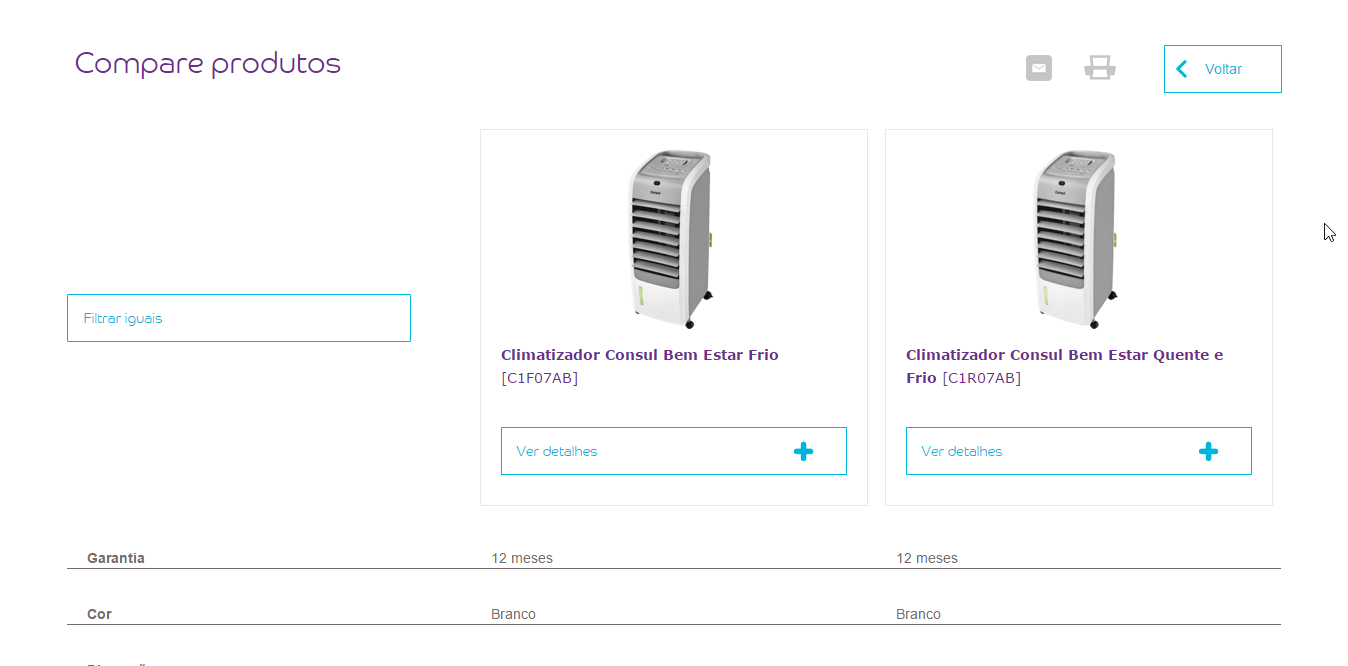 Compare produtos
Voltar
Filtrar iguais
Climatizador Consul Bem Estar Frio
[C1F07AB]
Ver detalhes
Climatizador Consul Bem Estar Quente e
Frio [C1R07AB]
Ver detalhes
Garantia 12 meses 12 meses
Cor Branco Branco